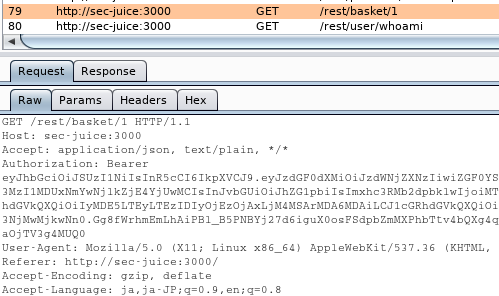 79 http://sec-juice:3000 GET /rest/basket/1
80 http://sec-juice:3000 GET /rest/user/whoami
Request Response
Raw Params Headers Hex
GET /rest/basket/1 HTTP/1.1
Host: sec-juice:3000
Accept: application/json, text/plain, */*
Authorization: Bearer
eyJhbGciOiJSUzI1NiIsInR5cCI6IkpXVCJ9.eyJzdGF0dXMiOiJzdWNjZXNzIiwiZGF0YS
3MzI1MDUxNmYwNjlkZjE4YjUwMCIsInJvbGUiOiJhZG1pbiIsImxhc3RMb2dpbklwIjoiMT
hdGVkQXQiOiIyMDE5LTEyLTEzIDIyOjEzOjAxLjM4MSArMDA6MDAiLCJ1cGRhdGVkQXQiOi
3NjMwMjkwNn0.Gg8fWrhmEmLhAiPBl_B5PNBYj27d6iguX0osFSdpbZmMXPhbTtv4bQXg4q
aOjTV3g4MUQ0
User-Agent: Mozilla/5.0 (X11; Linux x86_64) AppleWebKit/537.36 (KHTML,
Referer: http://sec-juice:3000/
Accept-Encoding: gzip, deflate
Accept-Language: ja,ja-JP;q=0.9,en;q=0.8